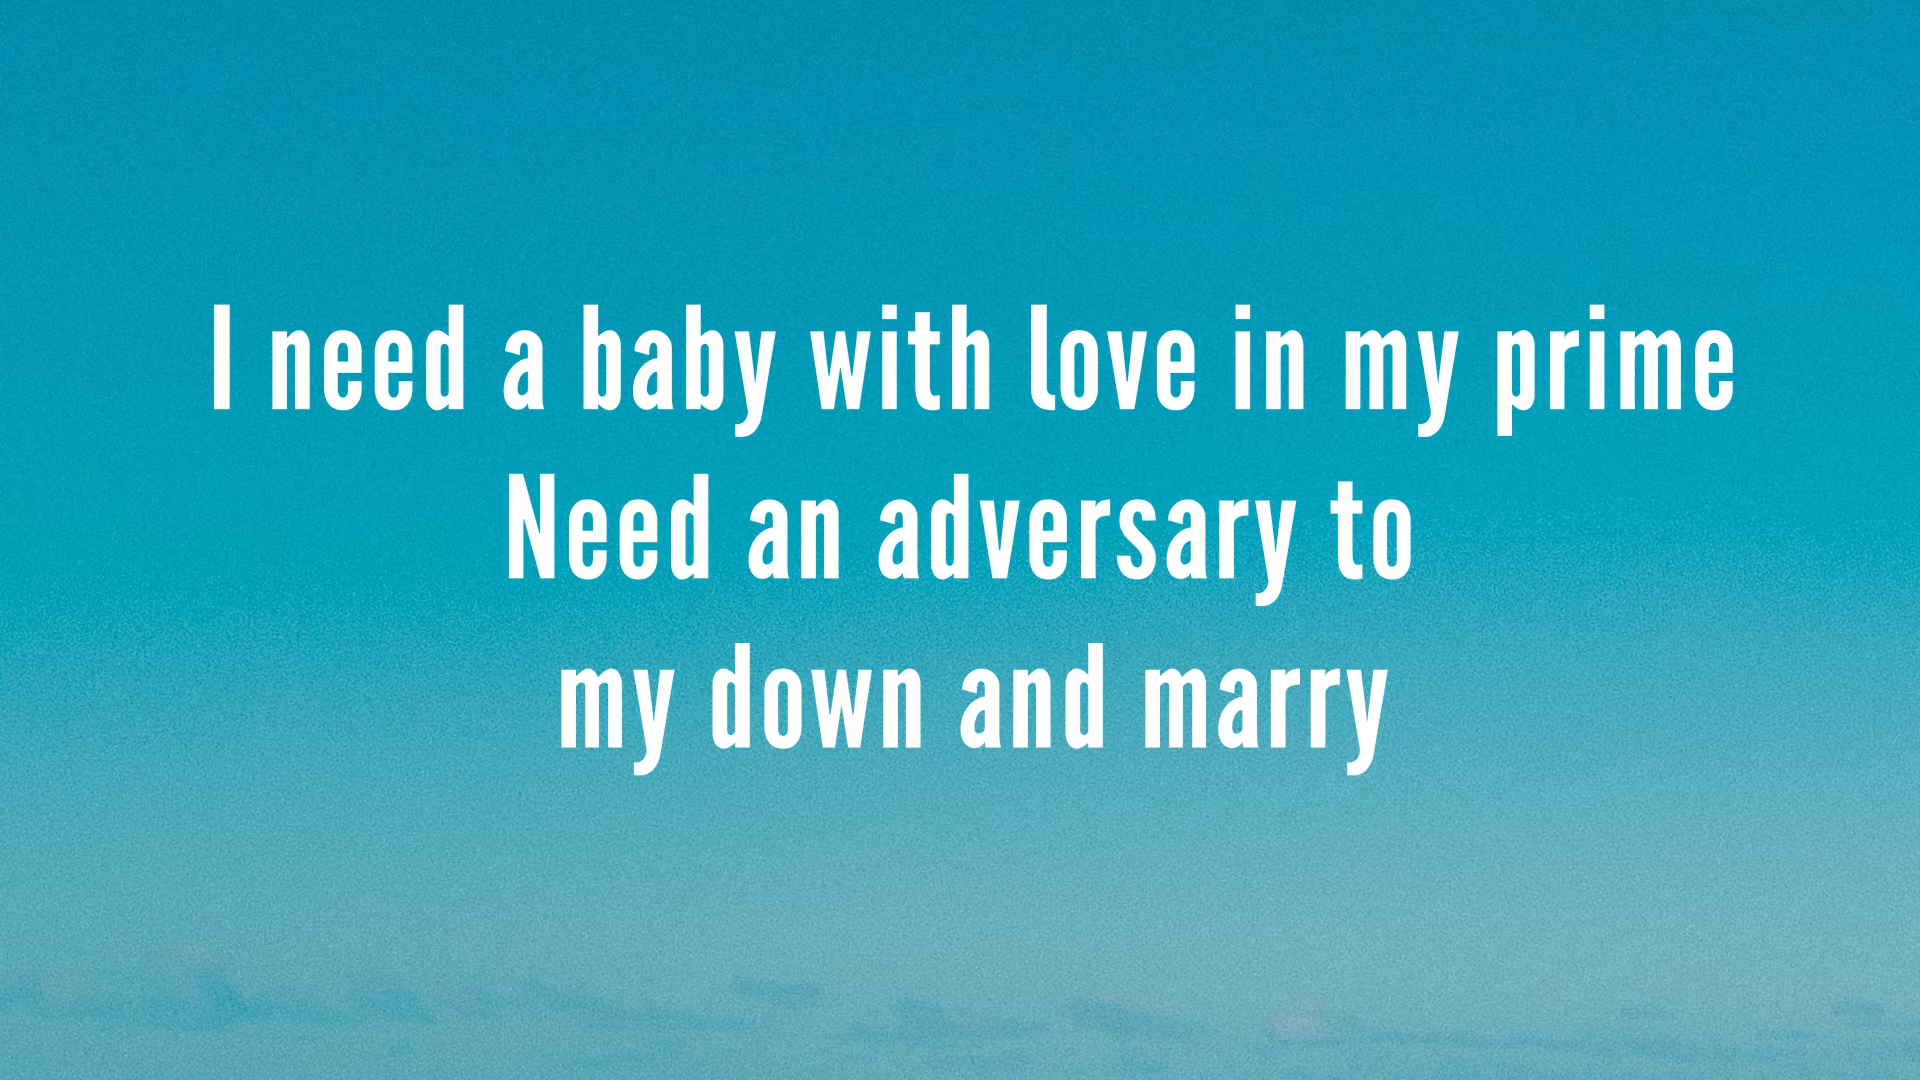 I need a baby with love in my prime
Need an adversary to
my down and marry